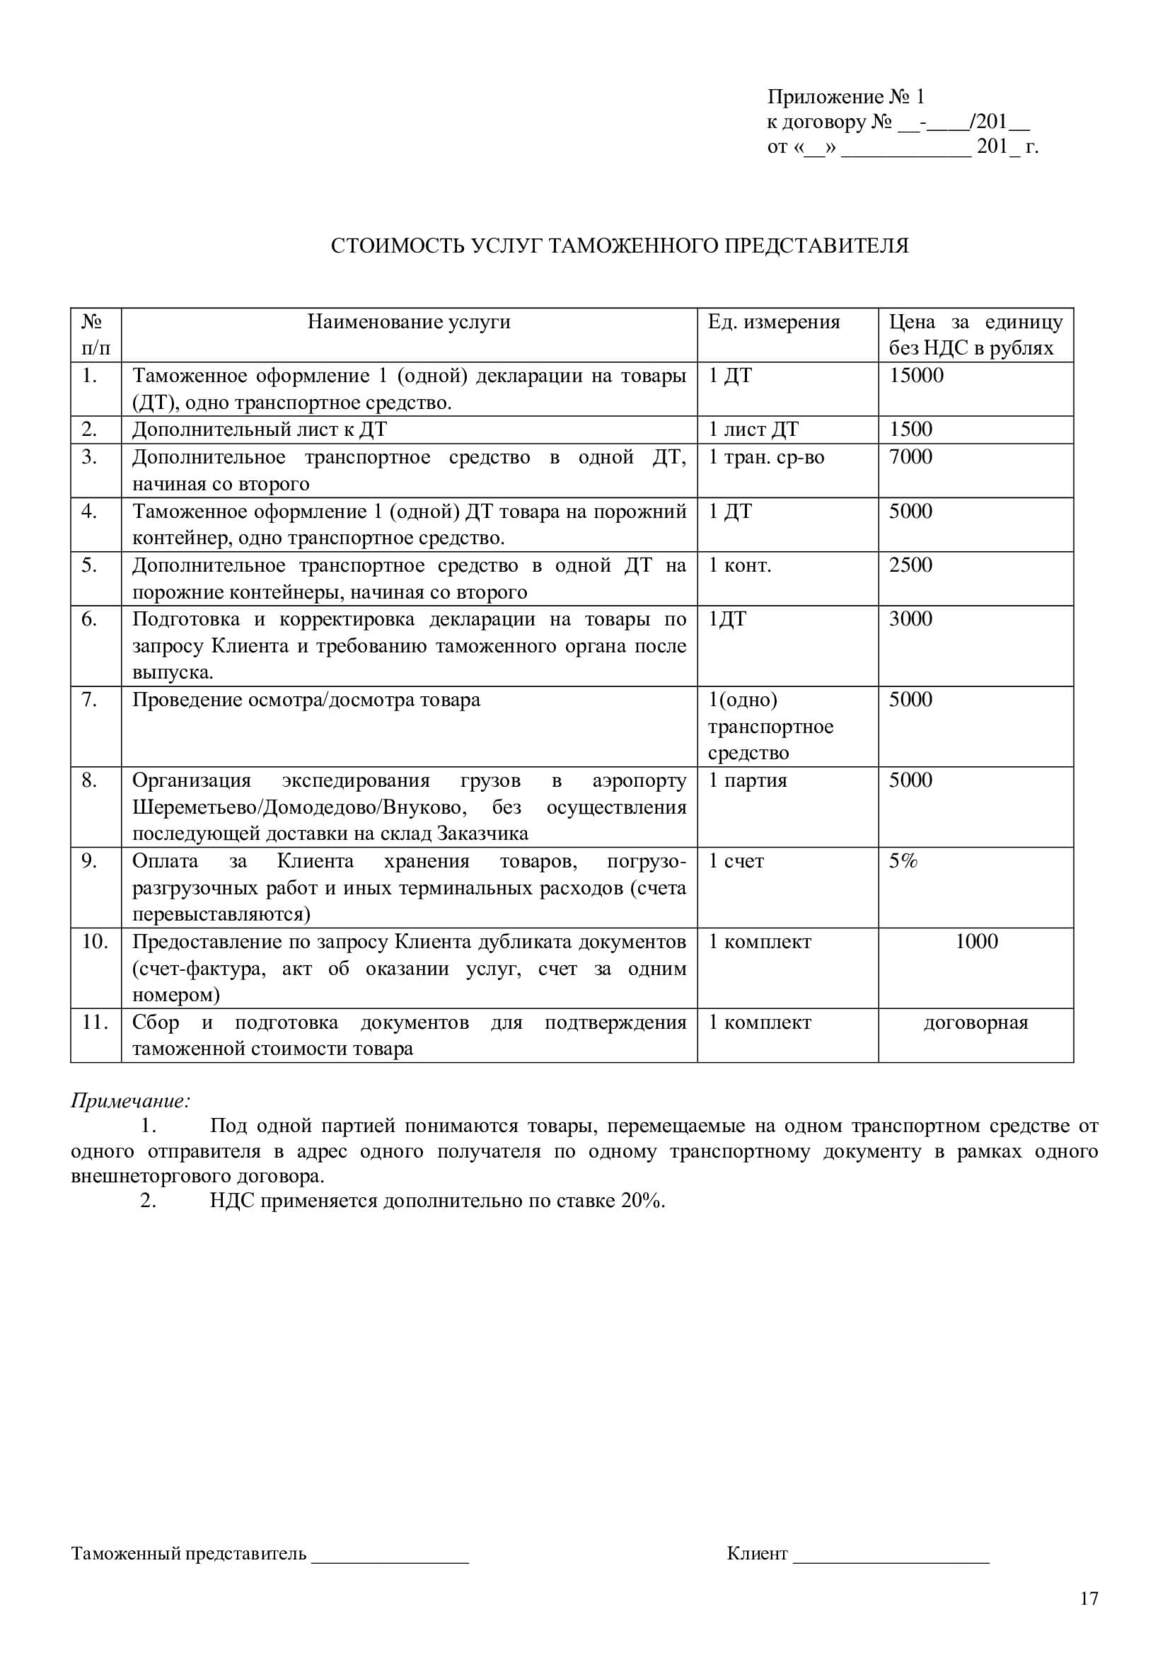 Приложение № 1
к договору № __-____/201__
от «__» ____________ 201_ г.
СТОИМОСТЬ УСЛУГ ТАМОЖЕННОГО ПРЕДСТАВИТЕЛЯ
№ п/п Наименование услуги Ед. измерения Цена за единицу
без НДС в рублях
1. Таможенное оформление 1 (одной) декларации на товары 1 ДТ 15000
(ДТ), одно транспортное средство.
2. Дополнительный лист к ДТ 1 лист ДТ 1500
3. Дополнительное транспортное средство в одной ДТ, 1 тран. ср-во 7000
начиная со второго
4. Таможенное оформление 1 (одной) ДТ товара на порожний 1 ДТ 5000
контейнер, одно транспортное средство.
5. Дополнительное транспортное средство в одной ДТ на 1 конт. 2500
порожние контейнеры, начиная со второго
6. Подготовка и корректировка декларации на товары по 1ДТ 3000
запросу Клиента и требованию таможенного органа после
выпуска.
7. Проведение осмотра/досмотра товара 1(одно) 5000
транспортное
средство
8. Организация экспедирования грузов в аэропорту 1 партия 5000
Шереметьево/Домодедово/Внуково, без осуществления
последующей доставки на склад Заказчика
9. Оплата за Клиента хранения товаров, погрузо- 1 счет 5%
разгрузочных работ и иных терминальных расходов (счета
перевыставляются)
10. Предоставление по запросу Клиента дубликата документов 1 комплект 1000
(счет-фактура, акт об оказании услуг, счет за одним
номером)
11. Сбор и подготовка документов для подтверждения 1 комплект договорная
таможенной стоимости товара
Примечание:
1. Под одной партией понимаются товары, перемещаемые на одном транспортном средстве от
одного отправителя в адрес одного получателя по одному транспортному документу в рамках одного
внешнеторгового договора.
2. НДС применяется дополнительно по ставке 20%.
Таможенный представитель ________________ Клиент ____________________
17